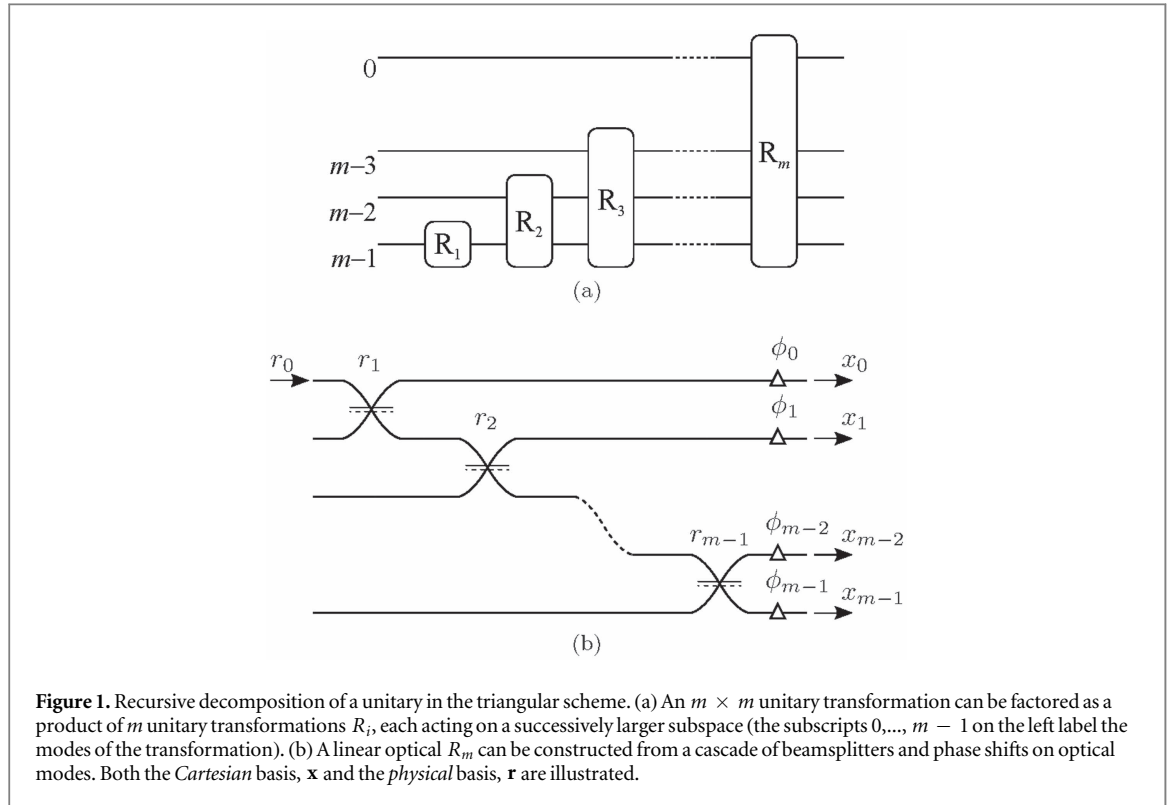 0
m−3
m−2
m−1
R₁
R₂
R₃
Rₘ
(a)
r₀
r₁
r₂
rₘ₋₁
ϕ₀
ϕ₁
ϕₘ₋₂
ϕₘ₋₁
x₀
x₁
xₘ₋₂
xₘ₋₁
(b)
Figure 1. Recursive decomposition of a unitary in the triangular scheme. (a) An m × m unitary transformation can be factored as a
product of m unitary transformations Rᵢ, each acting on a successively larger subspace (the subscripts 0,..., m − 1 on the left label the
modes of the transformation). (b) A linear optical Rₘ can be constructed from a cascade of beamsplitters and phase shifts on optical
modes. Both the Cartesian basis, x and the physical basis, r are illustrated.